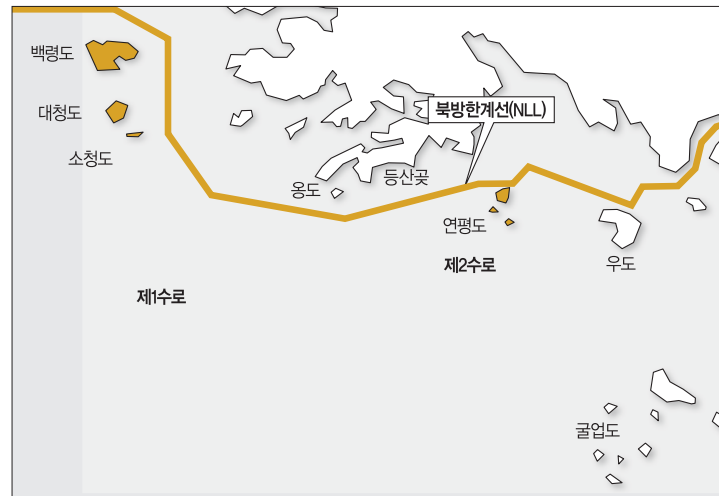 백령도
대청도
소청도
북방한계선(NLL)
옹도
등산곶
연평도
우도
제1수로
제2수로
굴업도